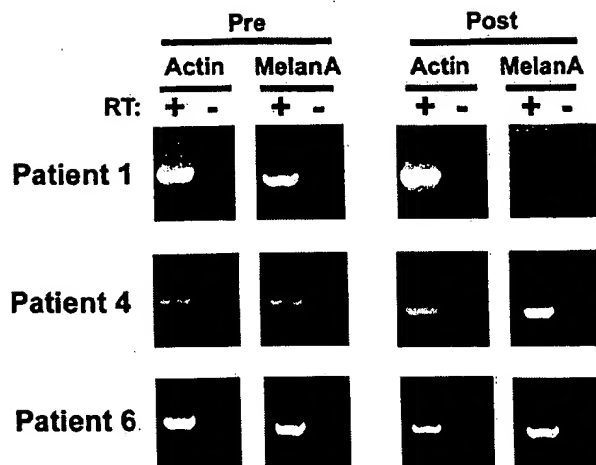 Pre Post
Actin MelanA Actin MelanA
RT: + - + - + - + -
Patient 1
Patient 4
Patient 6